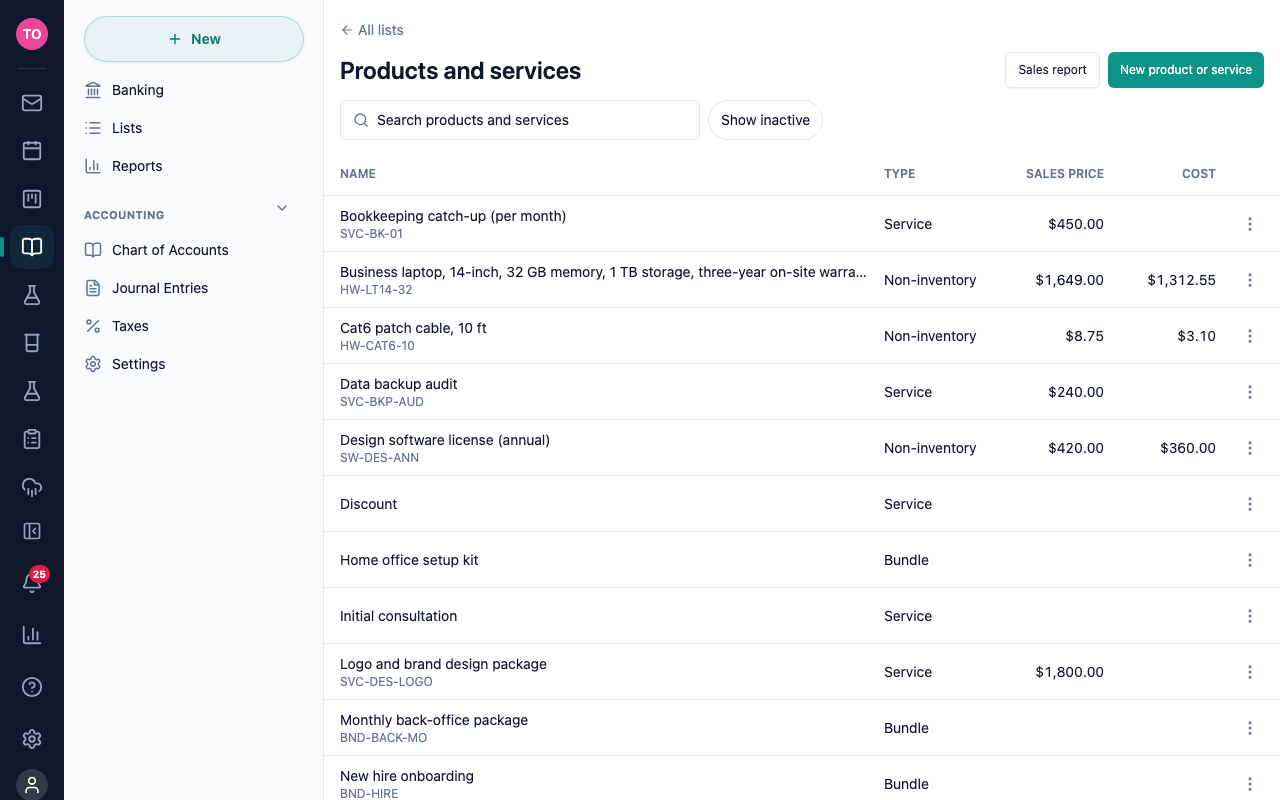 TO
25
New
Banking
Lists
Reports
ACCOUNTING
Chart of Accounts
Journal Entries
Taxes
Settings
All lists
Products and services
Sales report
New product or service
Search products and services
Show inactive
NAME TYPE SALES PRICE COST
Bookkeeping catch-up (per month)
SVC-BK-01
Service $450.00
Business laptop, 14-inch, 32 GB memory, 1 TB storage, three-year on-site warra...
HW-LT14-32
Non-inventory $1,649.00 $1,312.55
Cat6 patch cable, 10 ft
HW-CAT6-10
Non-inventory $8.75 $3.10
Data backup audit
SVC-BKP-AUD
Service $240.00
Design software license (annual)
SW-DES-ANN
Non-inventory $420.00 $360.00
Discount Service
Home office setup kit Bundle
Initial consultation Service
Logo and brand design package
SVC-DES-LOGO
Service $1,800.00
Monthly back-office package
BND-BACK-MO
Bundle
New hire onboarding
BND-HIRE
Bundle